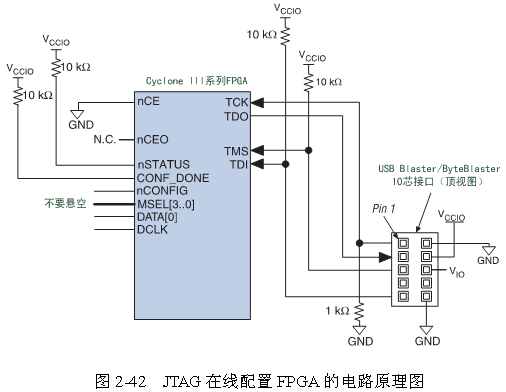 VCCIO
10 kΩ
VCCIO
10 kΩ
VCCIO
10 kΩ
VCCIO
10 kΩ
Cyclone III系列FPGA
nCE
GND
N.C.
nCEO
nSTATUS
CONF_DONE
nCONFIG
不要悬空
MSEL[3..0]
DATA[0]
DCLK
TCK
TDO
TMS
TDI
USB Blaster/ByteBlaster
10芯接口（顶视图）
Pin 1
VCCIO
GND
VIO
1 kΩ
GND
GND
图 2-42 JTAG 在线配置 FPGA 的电路原理图